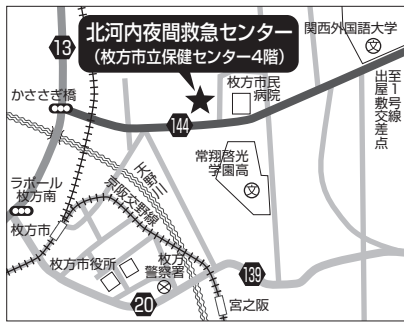 北河内夜間救急センター
(枚方市立保健センター4階)
関西外国語大学
至1号線
出屋敷交差点
13
かささぎ橋
枚方市民
病院
144
常翔啓光
学園高
天野川
京阪交野線
ラポール
枚方南
枚方市
枚方市役所
枚方
警察署
139
20
宮之阪